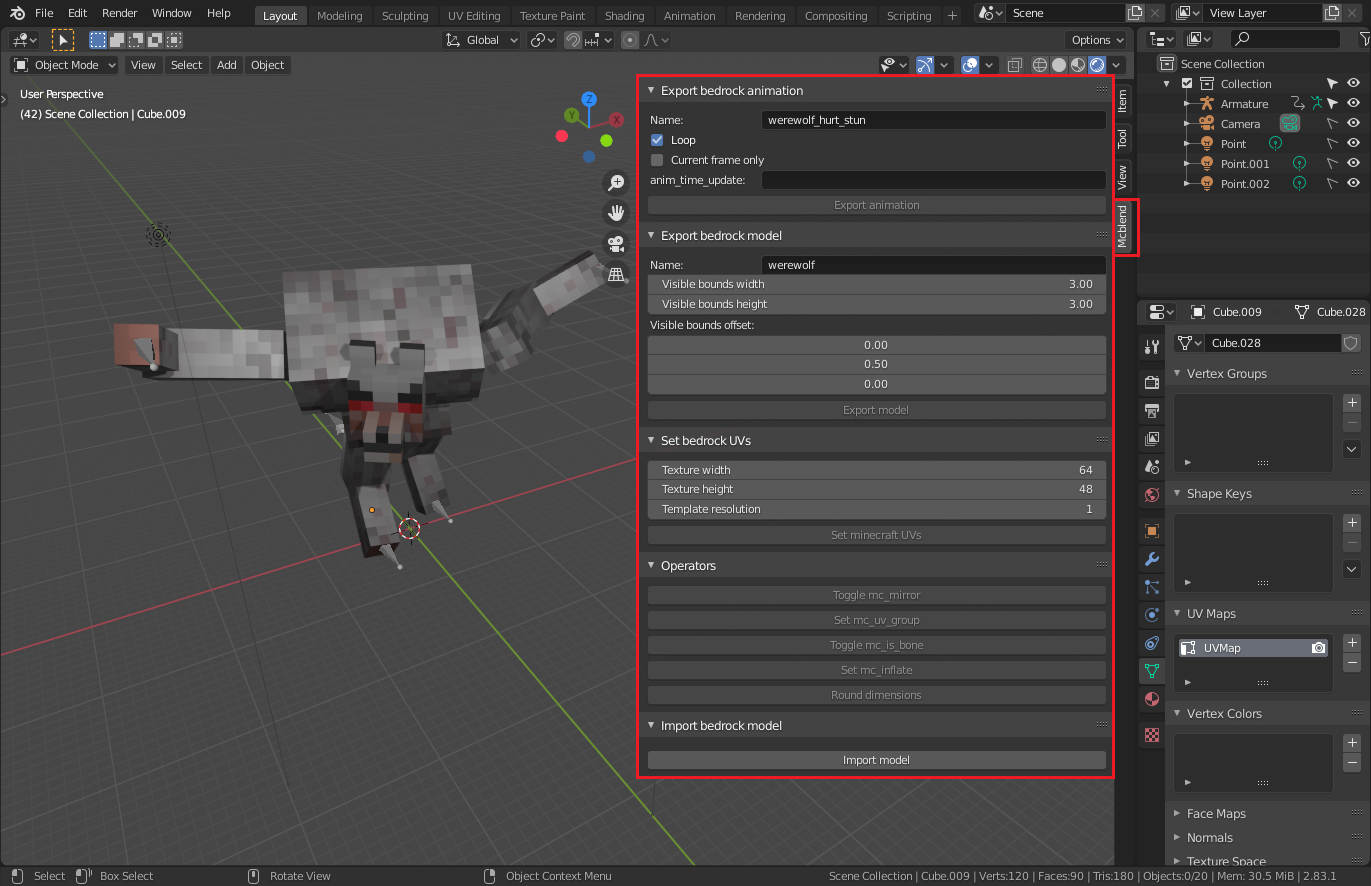 File Edit Render Window Help Layout Modeling Sculpting UV Editing Texture Paint Shading Animation Rendering Compositing Scripting + Scene View Layer
Global Options
Object Mode View Select Add Object
User Perspective
(42) Scene Collection | Cube.009
Z
Y
X
Export bedrock animation
Name: werewolf_hurt_stun
Loop
Current frame only
anim_time_update:
Export animation
Export bedrock model
Name: werewolf
Visible bounds width 3.00
Visible bounds height 3.00
Visible bounds offset:
0.00
0.50
0.00
Export model
Set bedrock UVs
Texture width 64
Texture height 48
Template resolution 1
Set minecraft UVs
Operators
Toggle mc_mirror
Set mc_uv_group
Toggle mc_is_bone
Set mc_inflate
Round dimensions
Import bedrock model
Import model
Item
Tool
View
Mcblend
Scene Collection
Collection
Armature
Camera
Point
Point.001
Point.002
Cube.009 Cube.028
Cube.028
Vertex Groups
Shape Keys
UV Maps
UVMap
Vertex Colors
Face Maps
Normals
Texture Space
Select Box Select Rotate View Object Context Menu Scene Collection | Cube.009 | Verts:120 | Faces:90 | Tris:180 | Objects:0/20 | Mem: 30.5 MiB | 2.83.1